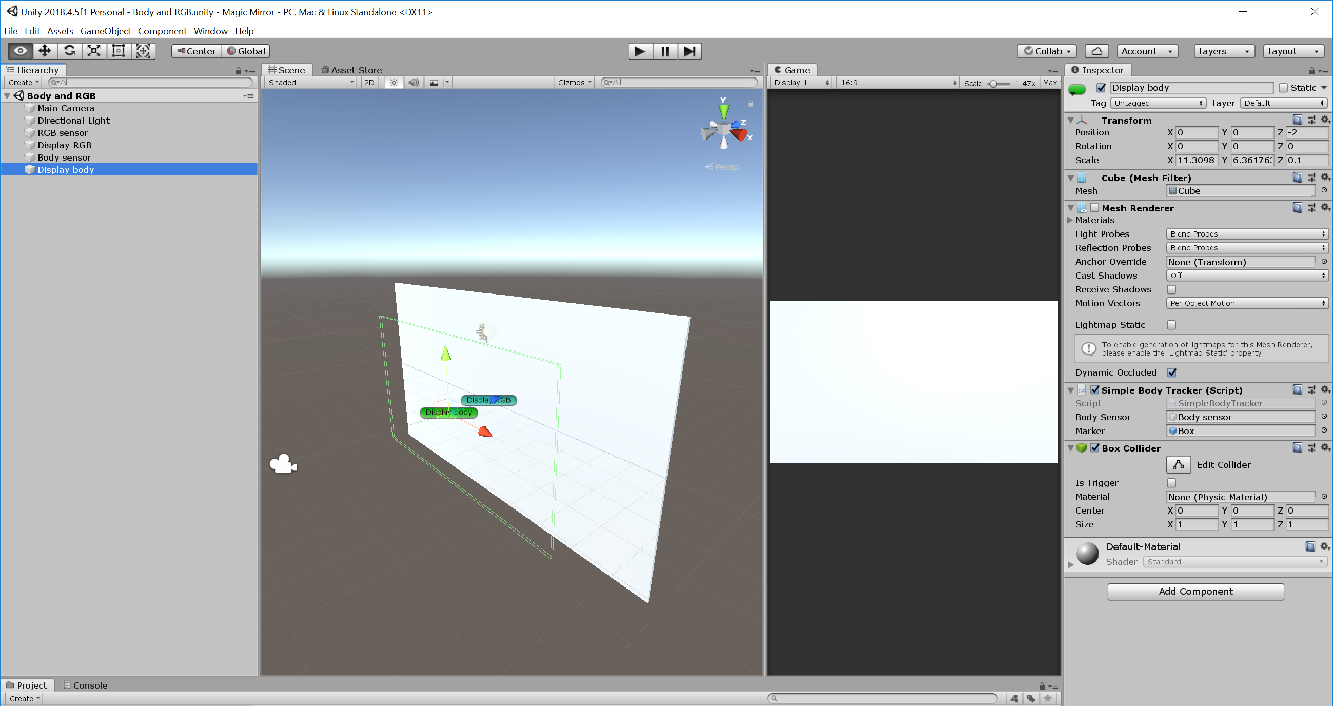 Unity 2018.4.5f1 Personal - Body and RGB.unity - Magic Mirror - PC, Mac & Linux Standalone <DX11>
File Edit Assets GameObject Component Window Help
Center Global Collab Account Layers Layout
Hierarchy
Create All
Body and RGB
Main Camera
Directional Light
RGB sensor
Display RGB
Body sensor
Display body
Scene Asset Store
Shaded 2D Gizmos All
y
z
x
Persp
Display RGB
Display body
Game
Display 1 16:9 Scale .47x Max
Inspector
Display body Static
Tag Untagged Layer Default
Transform
Position X 0 Y 0 Z -2
Rotation X 0 Y 0 Z 0
Scale X 11.3098 Y 6.36176 Z 0.1
Cube (Mesh Filter)
Mesh Cube
Mesh Renderer
Materials
Light Probes Blend Probes
Reflection Probes Blend Probes
Anchor Override None (Transform)
Cast Shadows Off
Receive Shadows
Motion Vectors Per Object Motion
Lightmap Static
To enable generation of lightmaps for this Mesh Renderer,
please enable the 'Lightmap Static' property
Dynamic Occluded
Simple Body Tracker (Script)
Script SimpleBodyTracker
Body Sensor Body sensor
Marker Box
Box Collider
Edit Collider
Is Trigger
Material None (Physic Material)
Center X 0 Y 0 Z 0
Size X 1 Y 1 Z 1
Default-Material
Shader Standard
Add Component
Project Console
Create